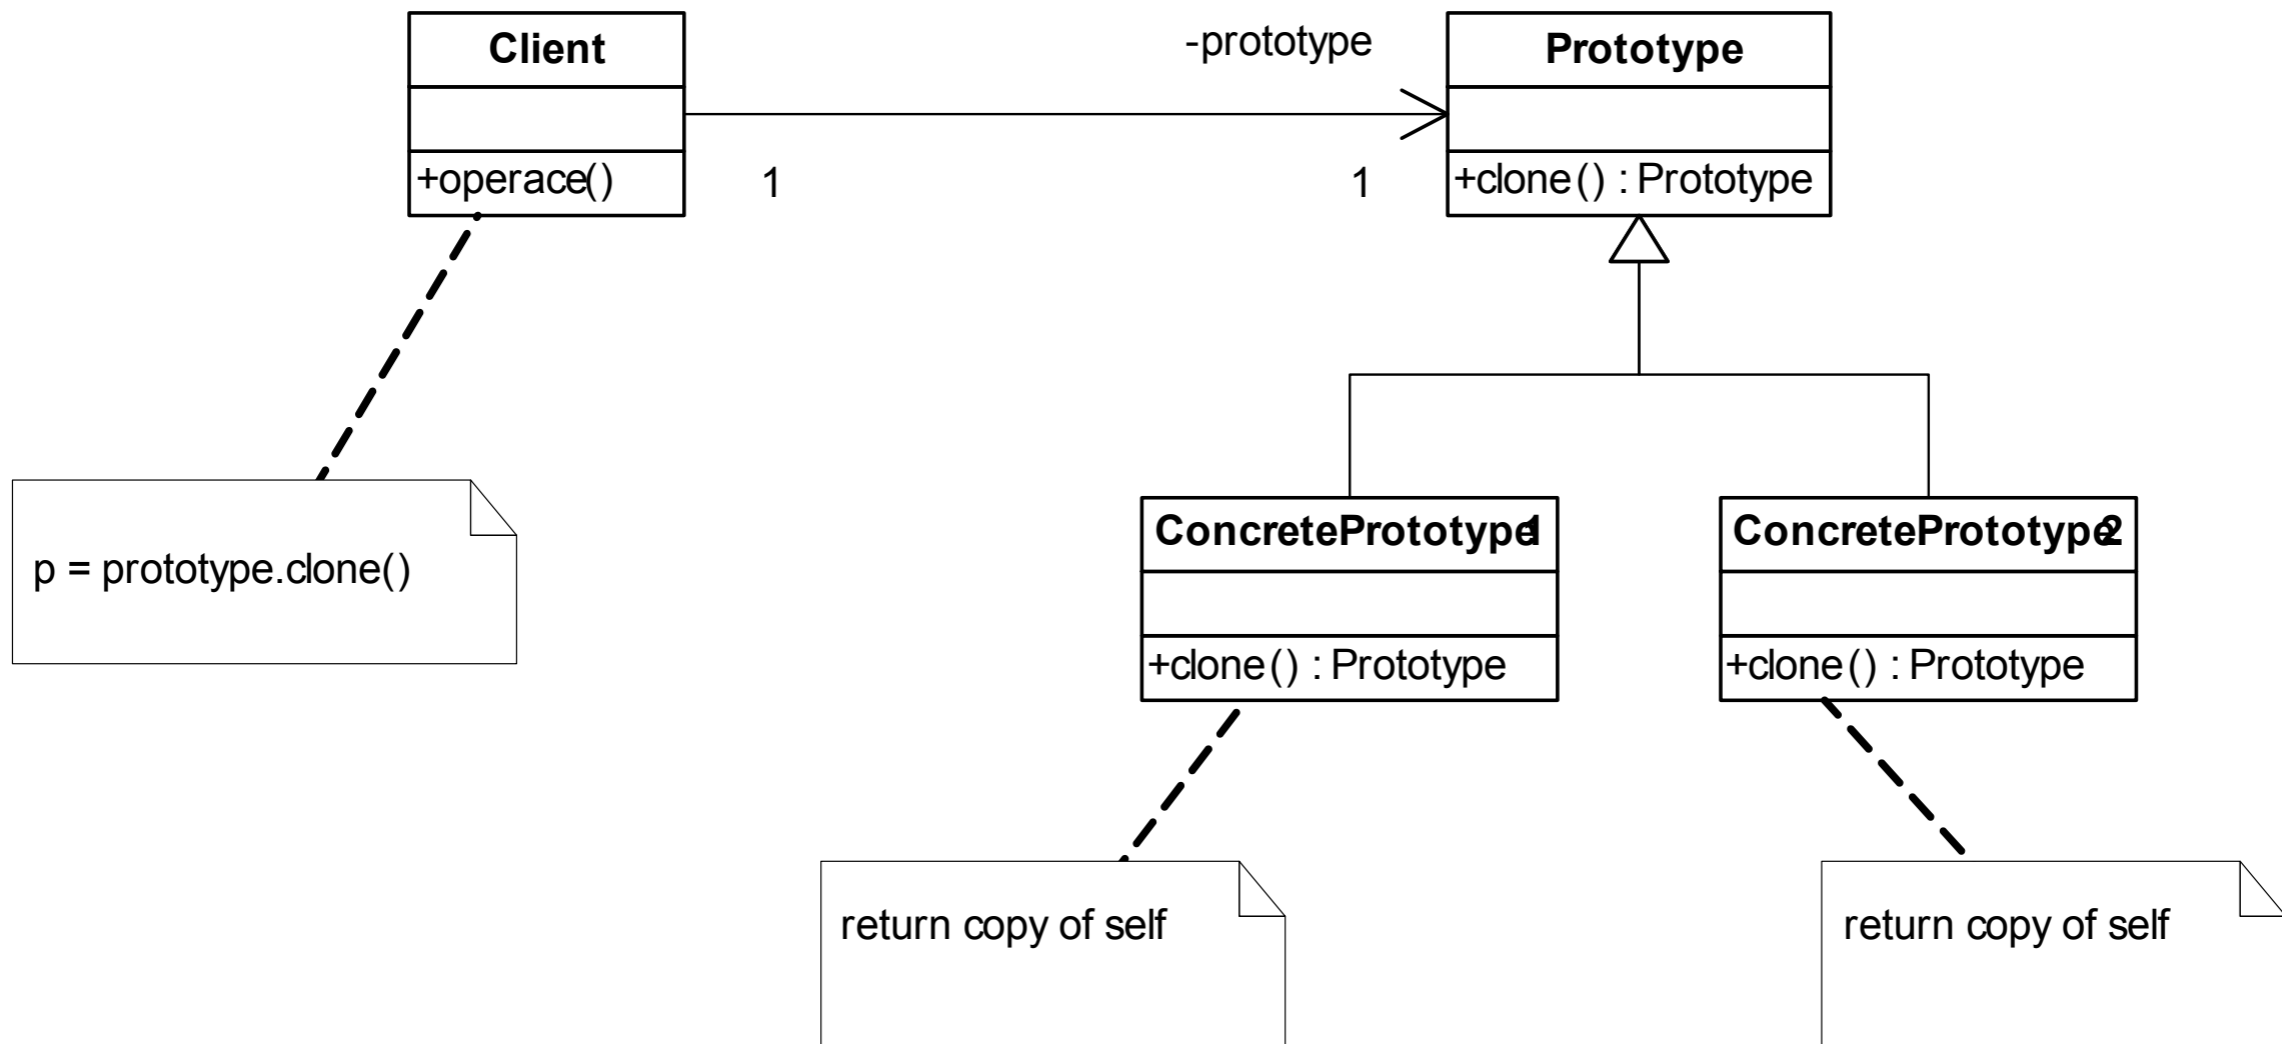 Client
-prototype
Prototype
+operace()
1
1
+clone() : Prototype
p = prototype.clone()
ConcretePrototype1
ConcretePrototype2
+clone() : Prototype
+clone() : Prototype
return copy of self
return copy of self